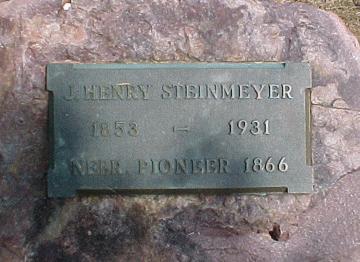 J. HENRY STEINMEYER
1853 – 1931
NEBR. PIONEER 1866